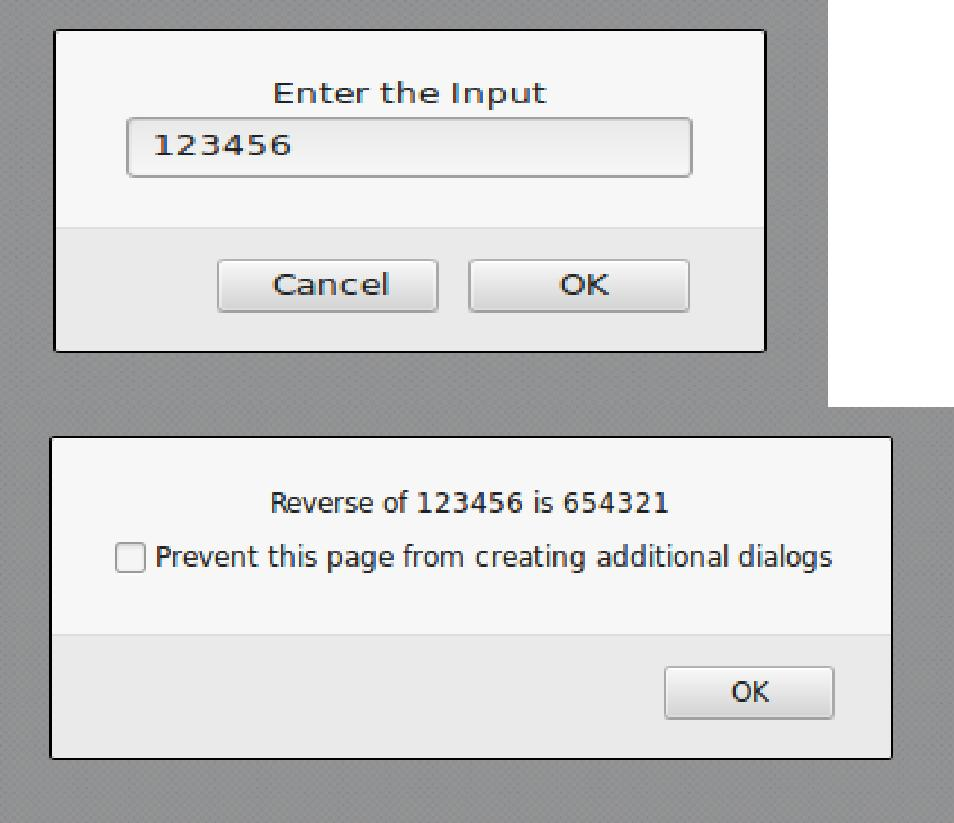 Enter the Input
123456
Cancel OK
Reverse of 123456 is 654321
Prevent this page from creating additional dialogs
OK